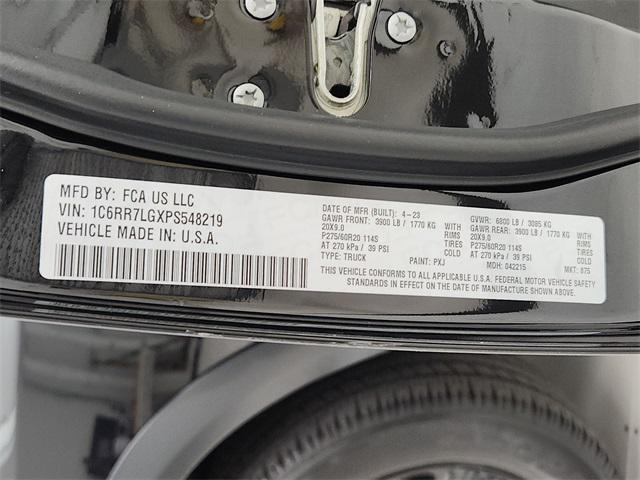 MFD BY: FCA US LLC
VIN: 1C6RR7LGXPS548219
VEHICLE MADE IN: U.S.A.
DATE OF MFR (BUILT): 4-23 GVWR: 6800 LB / 3085 KG
GAWR FRONT: 3900 LB / 1770 KG GAWR REAR: 3900 LB / 1770 KG
20X9.0 RIMS 20X9.0 RIMS
P275/60R20 114S TIRES P275/60R20 114S TIRES
AT 270 kPa / 39 PSI COLD AT 270 kPa / 39 PSI COLD
TYPE: TRUCK PAINT: PXJ MDH: 042215 MKT: 875
THIS VEHICLE CONFORMS TO ALL APPLICABLE U.S.A. FEDERAL MOTOR VEHICLE SAFETY
STANDARDS IN EFFECT ON THE DATE OF MANUFACTURE SHOWN ABOVE.